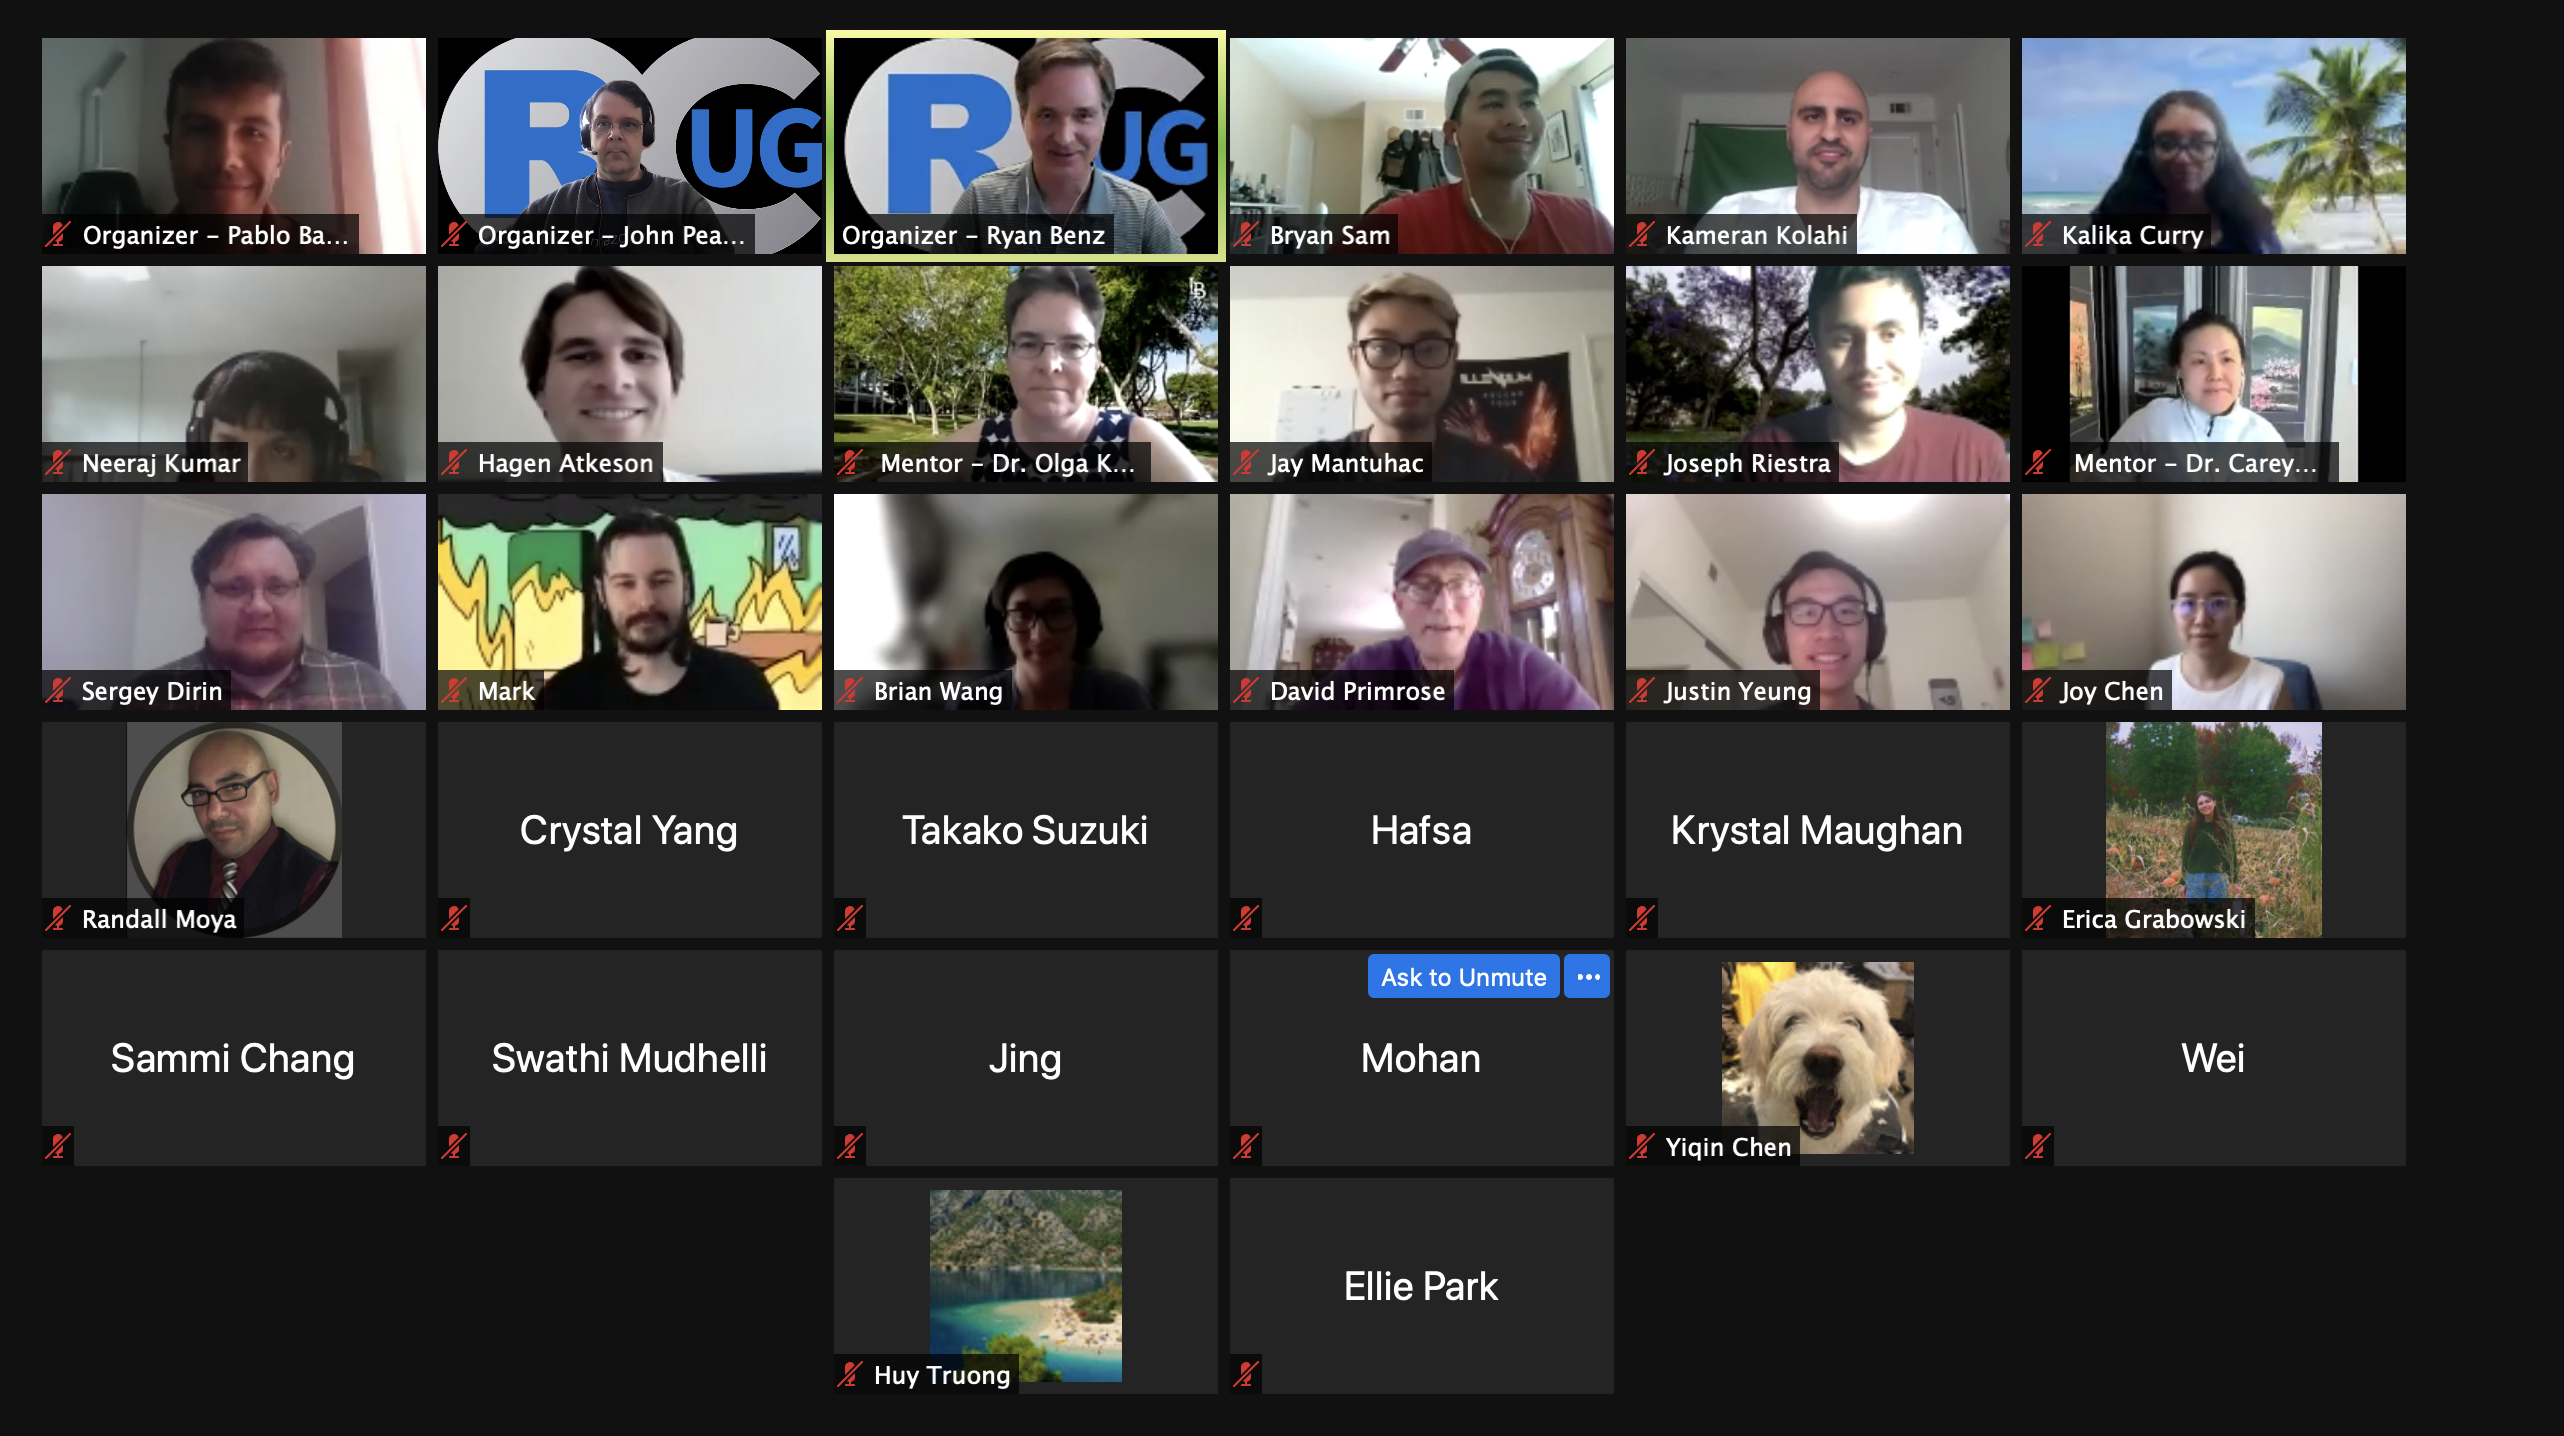 R
UG
R
UG
Organizer – Pablo Ba...
Organizer – John Pea...
Organizer – Ryan Benz
Bryan Sam
Kameran Kolahi
Kalika Curry
LB
Neeraj Kumar
Hagen Atkeson
Mentor – Dr. Olga K...
Jay Mantuhac
Joseph Riestra
Mentor – Dr. Carey...
Sergey Dirin
Mark
Brian Wang
David Primrose
Justin Yeung
Joy Chen
Randall Moya
Crystal Yang
Takako Suzuki
Hafsa
Krystal Maughan
Erica Grabowski
Ask to Unmute
Sammi Chang
Swathi Mudhelli
Jing
Mohan
Yiqin Chen
Wei
Huy Truong
Ellie Park